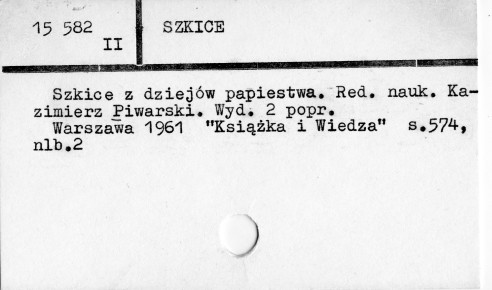 15 582 SZKICE
II
Szkice z dziejów papiestwa. Red. nauk. Ka-
zimierz Piwarski. Wyd. 2 popr.
Warszawa 1961 "Książka i Wiedza" s.574,
nlb.2